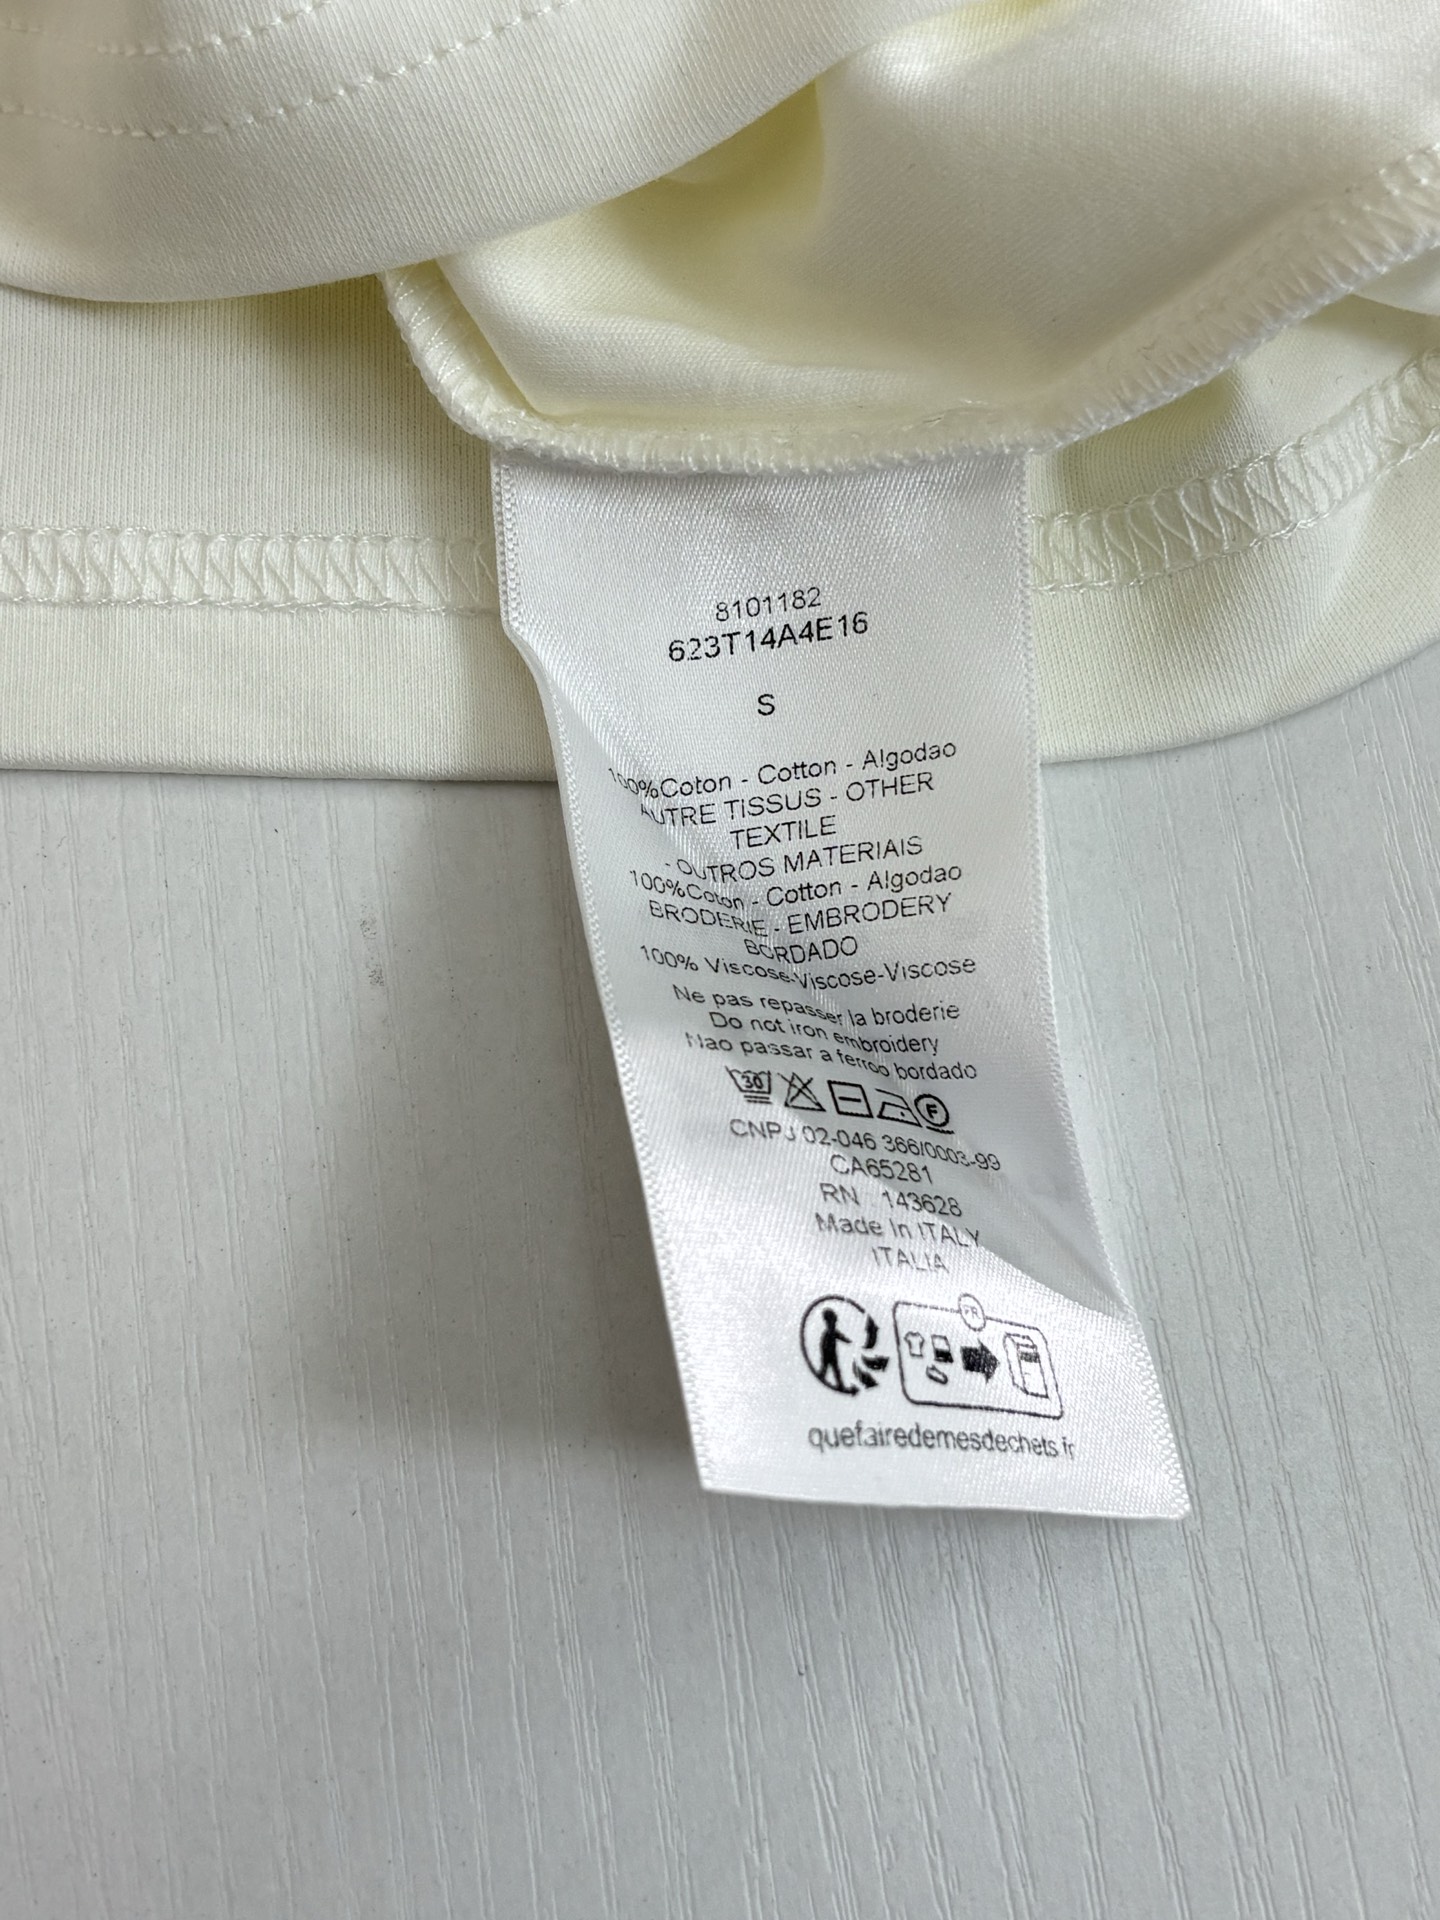 8101182
623T14A4E16
S
100%Coton - Cotton - Algodao
AUTRE TISSUS - OTHER
TEXTILE
- OUTROS MATERIAIS
100%Coton - Cotton - Algodao
BRODERIE - EMBRODERY
BORDADO
100% Viscose-Viscose-Viscose
Ne pas repasser la broderie
Do not iron embroidery
Nao passar a ferroo bordado
30 F
CNPJ 02-046 366/0003-99
CA65281
RN 143628
Made In ITALY
ITALIA
FR
quefairedemesdechets.fr